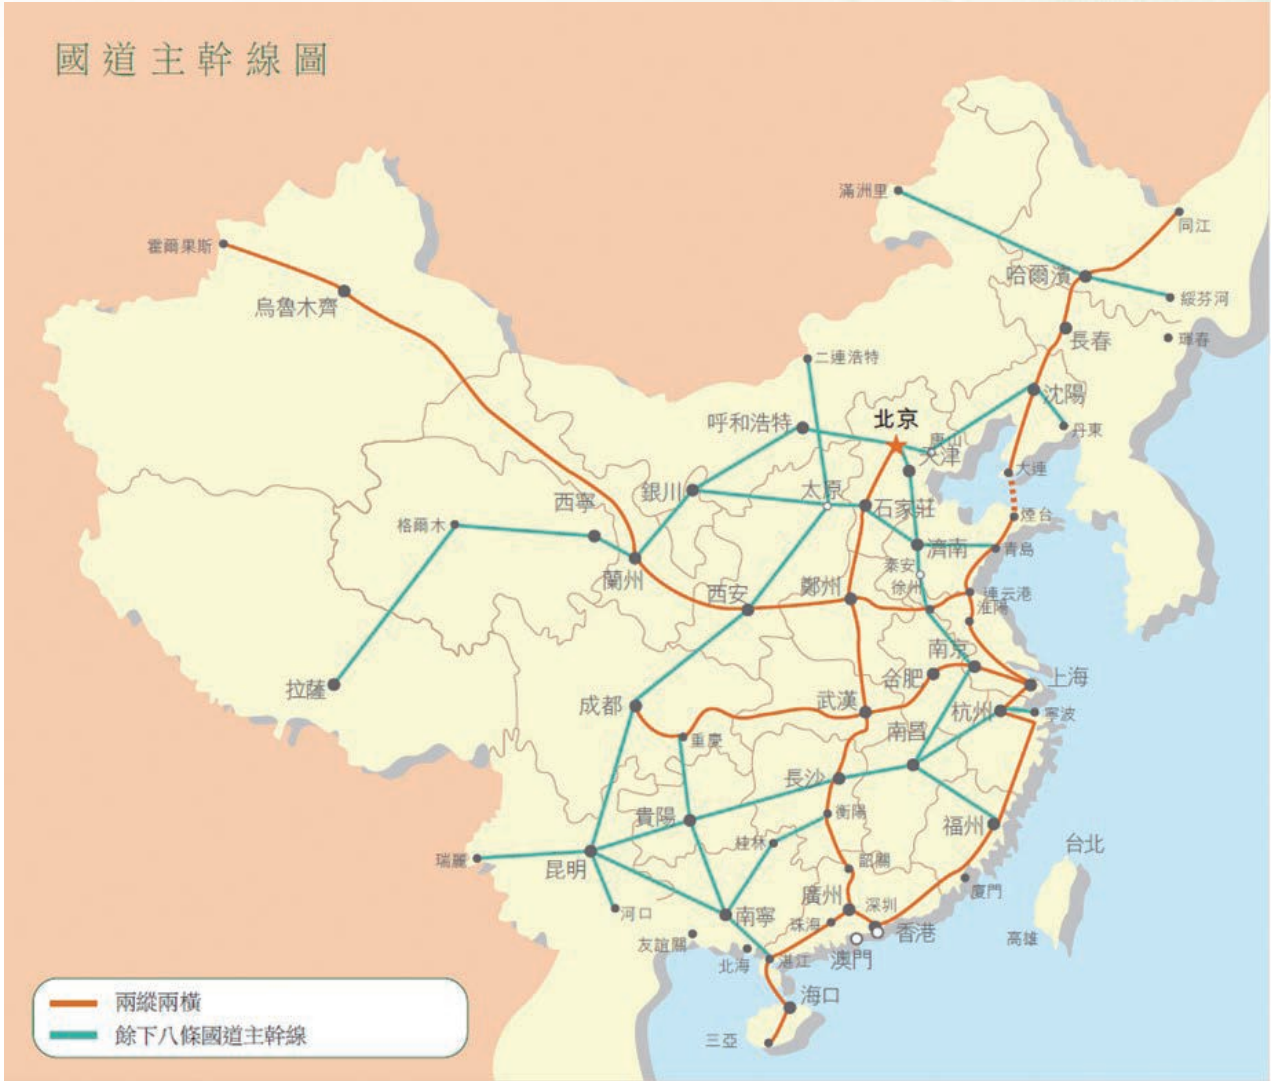 國道主幹線圖
滿洲里
同江
霍爾果斯
哈爾濱
烏魯木齊
綏芬河
長春
琿春
二連浩特
沈陽
呼和浩特
北京
丹東
唐山
天津
大連
銀川
太原
西寧
石家莊
煙台
格爾木
濟南
青島
蘭州
泰安
西安
鄭州
徐州
連云港
淮陽
南京
合肥
上海
拉薩
成都
武漢
杭州
寧波
南昌
重慶
長沙
貴陽
衡陽
福州
桂林
台北
瑞麗
昆明
韶關
廈門
廣州
深圳
河口
南寧
珠海
香港
高雄
友誼關
北海
湛江
澳門
海口
三亞
兩縱兩橫
餘下八條國道主幹線